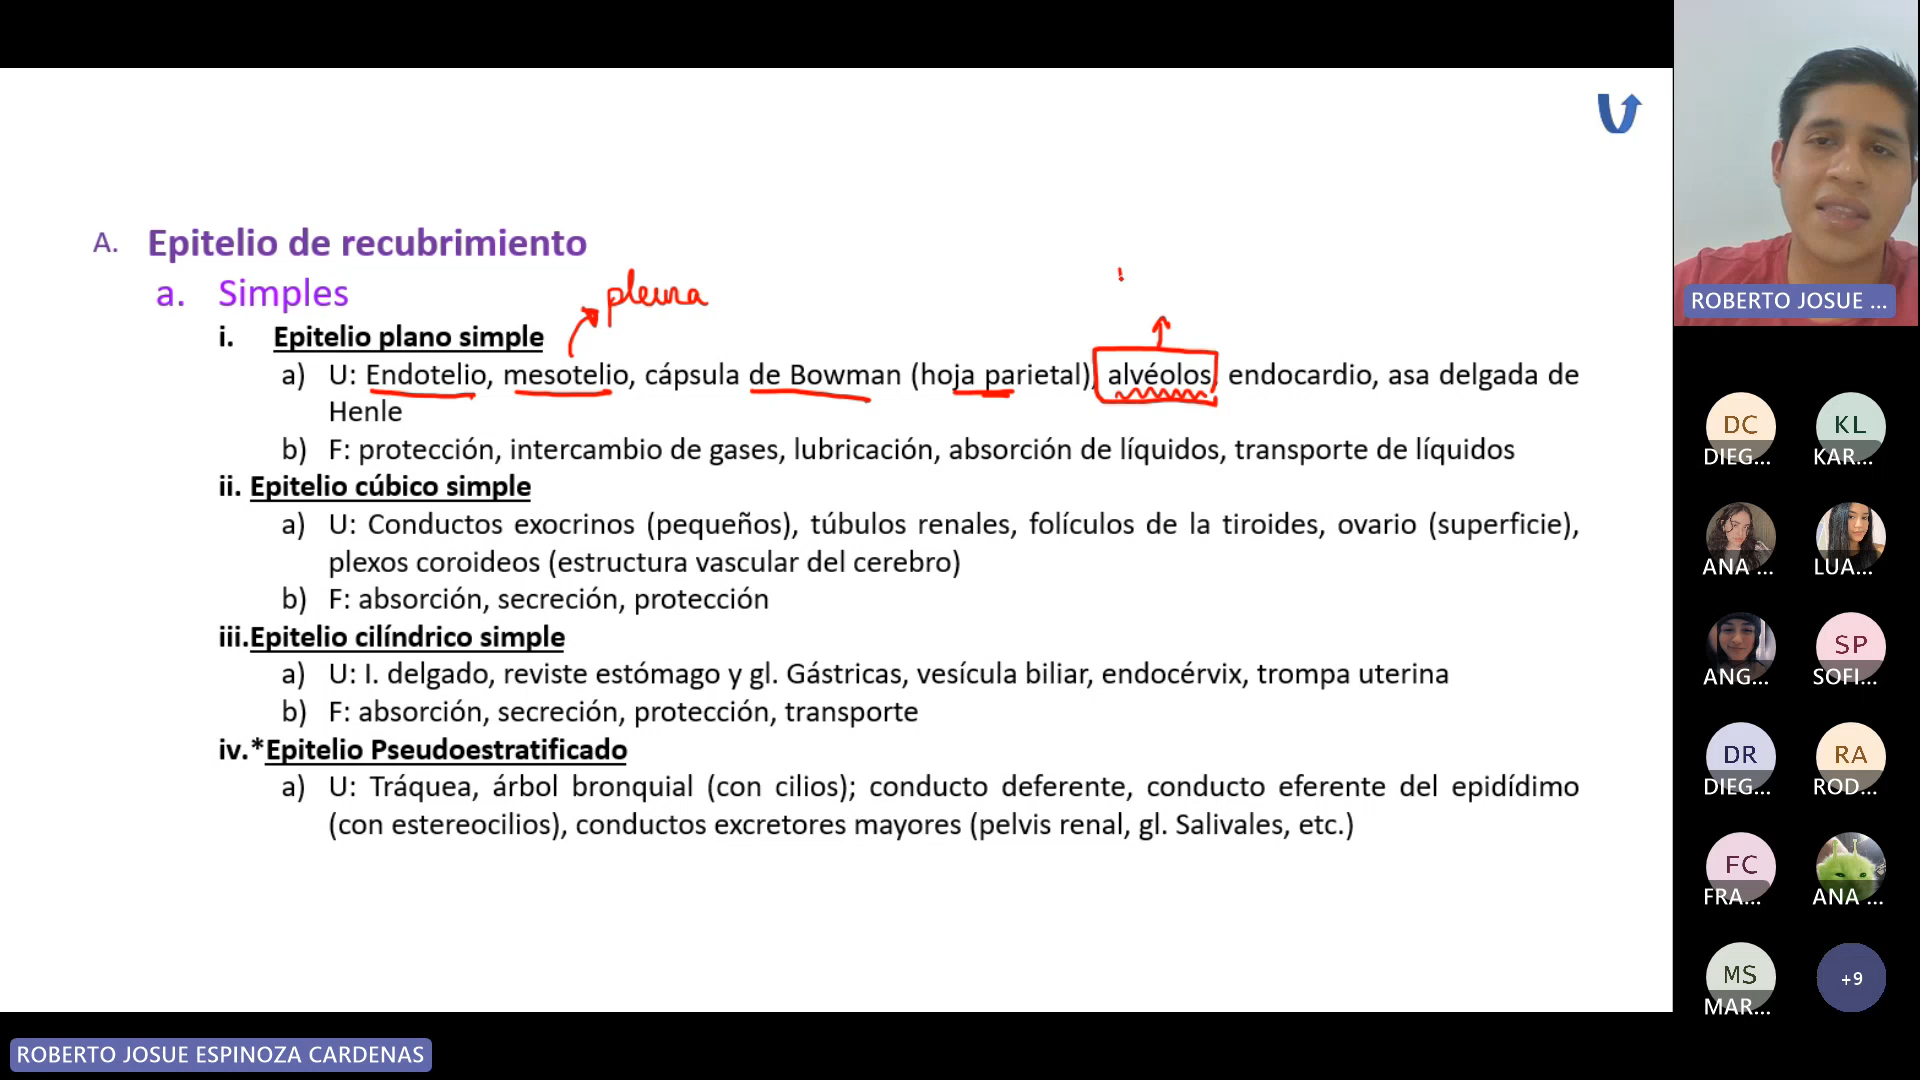 A. Epitelio de recubrimiento
a. Simples
pleura
i. Epitelio plano simple
a) U: Endotelio, mesotelio, cápsula de Bowman (hoja parietal), alvéolos, endocardio, asa delgada de
Henle
b) F: protección, intercambio de gases, lubricación, absorción de líquidos, transporte de líquidos
ii. Epitelio cúbico simple
a) U: Conductos exocrinos (pequeños), túbulos renales, folículos de la tiroides, ovario (superficie),
plexos coroideos (estructura vascular del cerebro)
b) F: absorción, secreción, protección
iii.Epitelio cilíndrico simple
a) U: I. delgado, reviste estómago y gl. Gástricas, vesícula biliar, endocérvix, trompa uterina
b) F: absorción, secreción, protección, transporte
iv.*Epitelio Pseudoestratificado
a) U: Tráquea, árbol bronquial (con cilios); conducto deferente, conducto eferente del epidídimo
(con estereocilios), conductos excretores mayores (pelvis renal, gl. Salivales, etc.)
ROBERTO JOSUE ESPINOZA CARDENAS
ROBERTO JOSUE ...
DC KL
DIEG... KAR...
ANA ... LUA...
SP
ANG... SOFI...
DR RA
DIEG... ROD...
FC
FRA... ANA ...
MS +9
MAR...